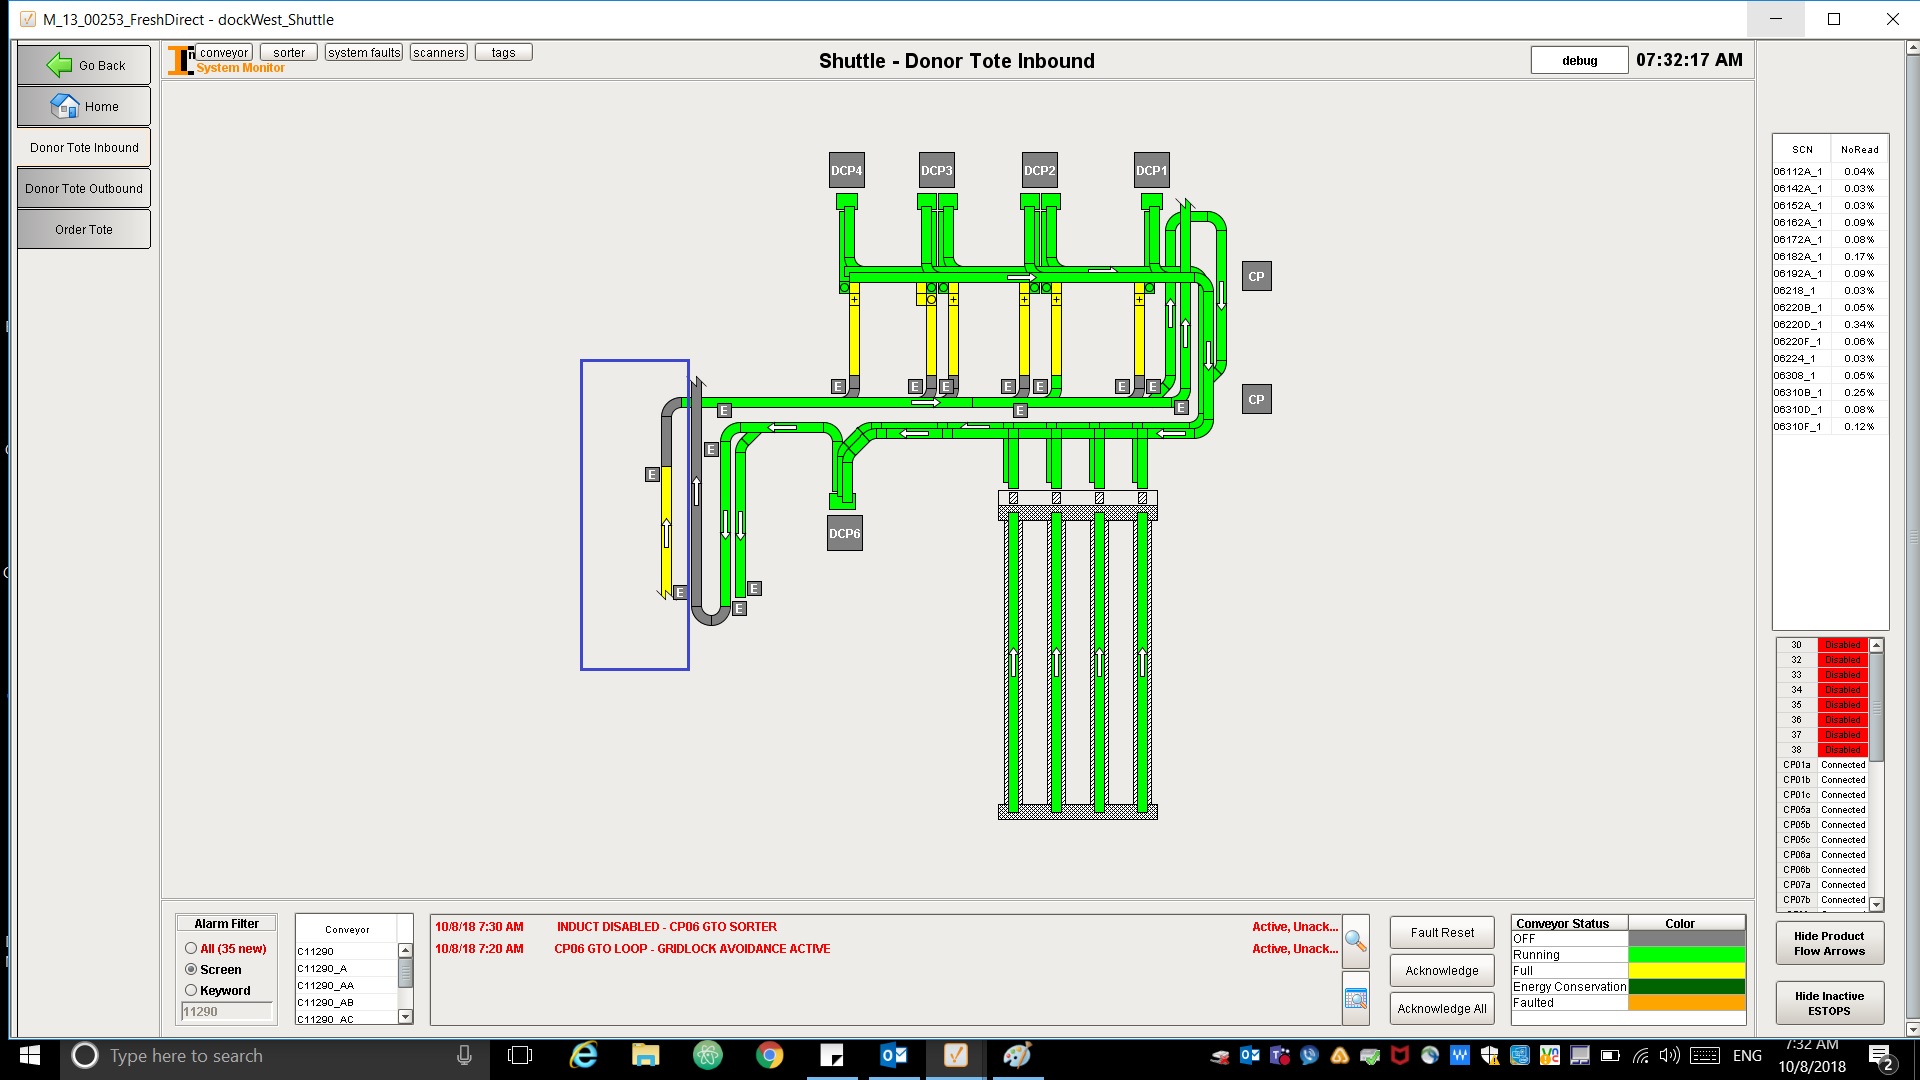 M_13_00253_FreshDirect - dockWest_Shuttle
Go Back
Home
Donor Tote Inbound
Donor Tote Outbound
Order Tote
conveyor
sorter
system faults
scanners
tags
System Monitor
Shuttle - Donor Tote Inbound
debug
07:32:17 AM
DCP4
DCP3
DCP2
DCP1
CP
CP
E E E E E E E
E E E
E
E
E E
E
DCP6
SCN NoRead
06112A_1 0.04%
06142A_1 0.03%
06152A_1 0.03%
06162A_1 0.09%
06172A_1 0.08%
06182A_1 0.17%
06192A_1 0.09%
06218_1 0.03%
06220B_1 0.05%
06220D_1 0.34%
06220F_1 0.06%
06224_1 0.03%
06308_1 0.05%
06310B_1 0.25%
06310D_1 0.08%
06310F_1 0.12%
30 Disabled
32 Disabled
33 Disabled
34 Disabled
35 Disabled
36 Disabled
37 Disabled
38 Disabled
CP01a Connected
CP01b Connected
CP01c Connected
CP05a Connected
CP05b Connected
CP05c Connected
CP06a Connected
CP06b Connected
CP07a Connected
CP07b Connected
Alarm Filter
All (35 new)
Screen
Keyword
11290
Conveyor
C11290
C11290_A
C11290_AA
C11290_AB
C11290_AC
10/8/18 7:30 AM INDUCT DISABLED - CP06 GTO SORTER Active, Unack...
10/8/18 7:20 AM CP06 GTO LOOP - GRIDLOCK AVOIDANCE ACTIVE Active, Unack...
Fault Reset
Acknowledge
Acknowledge All
Conveyor Status Color
OFF
Running
Full
Energy Conservation
Faulted
Hide Product
Flow Arrows
Hide Inactive
ESTOPS
Type here to search
ENG
7:32 AM
10/8/2018
2